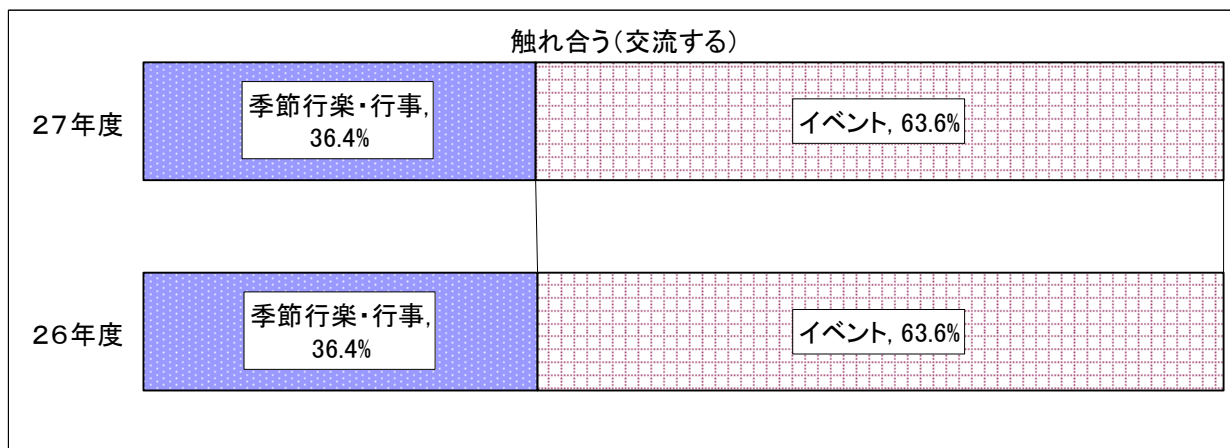 触れ合う(交流する)
27年度
季節行楽・行事,
36.4%
イベント, 63.6%
26年度
季節行楽・行事,
36.4%
イベント, 63.6%